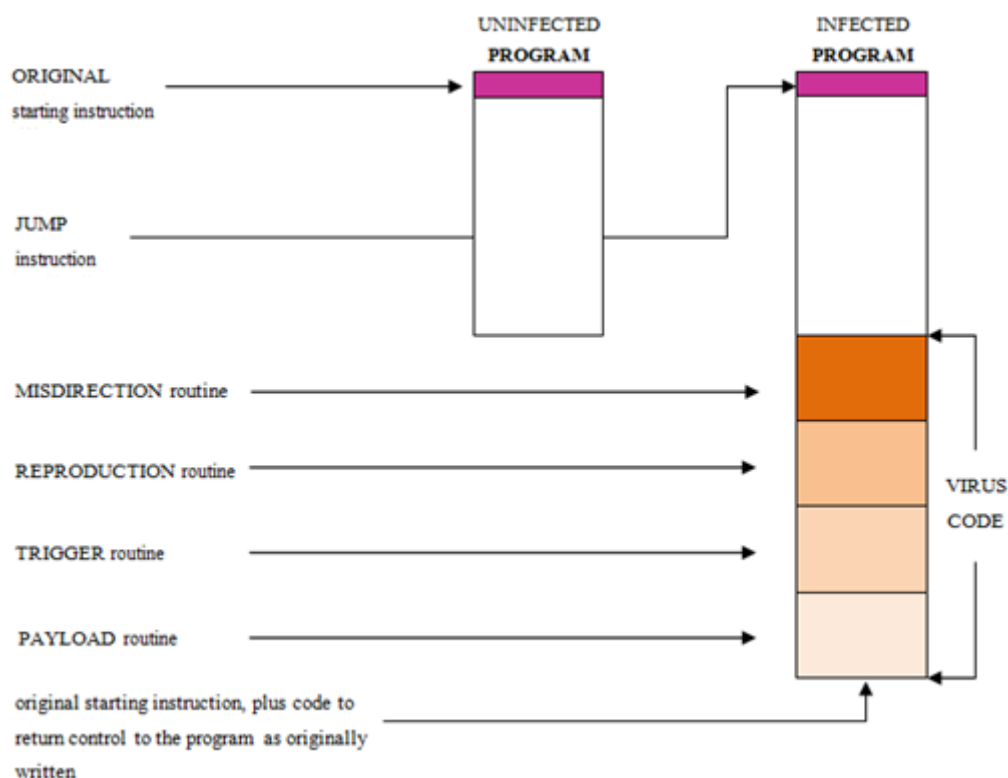 UNINFECTED
PROGRAM
INFECTED
PROGRAM
ORIGINAL
starting instruction
JUMP
instruction
MISDIRECTION routine
REPRODUCTION routine
TRIGGER routine
PAYLOAD routine
VIRUS
CODE
original starting instruction, plus code to
return control to the program as originally
written